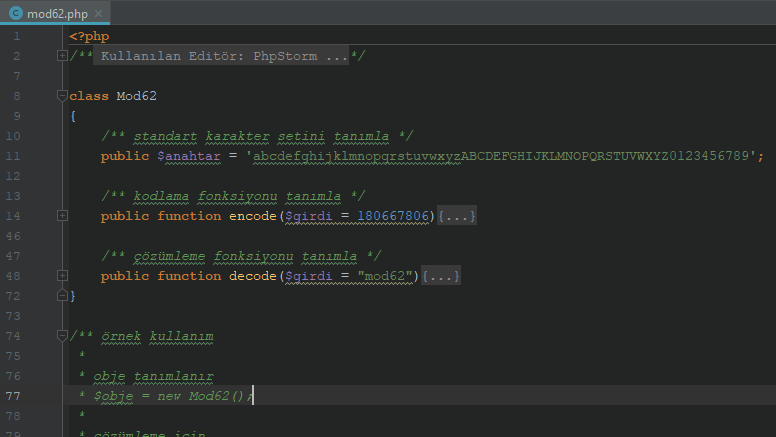 mod62.php
1 <?php
2 /** Kullanılan Editör: PhpStorm ...*/
7
8 class Mod62
9 {
10 /** standart karakter setini tanımla */
11 public $anahtar = 'abcdefghijklmnopqrstuvwxyzABCDEFGHIJKLMNOPQRSTUVWXYZ0123456789';
12
13 /** kodlama fonksiyonu tanımla */
14 public function encode($girdi = 180667806){...}
46
47 /** çözümleme fonksiyonu tanımla */
48 public function decode($girdi = "mod62"){...}
72 }
73
74 /** örnek kullanım
75 *
76 * obje tanımlanır
77 * $obje = new Mod62();
78 *
79 * çözümleme için